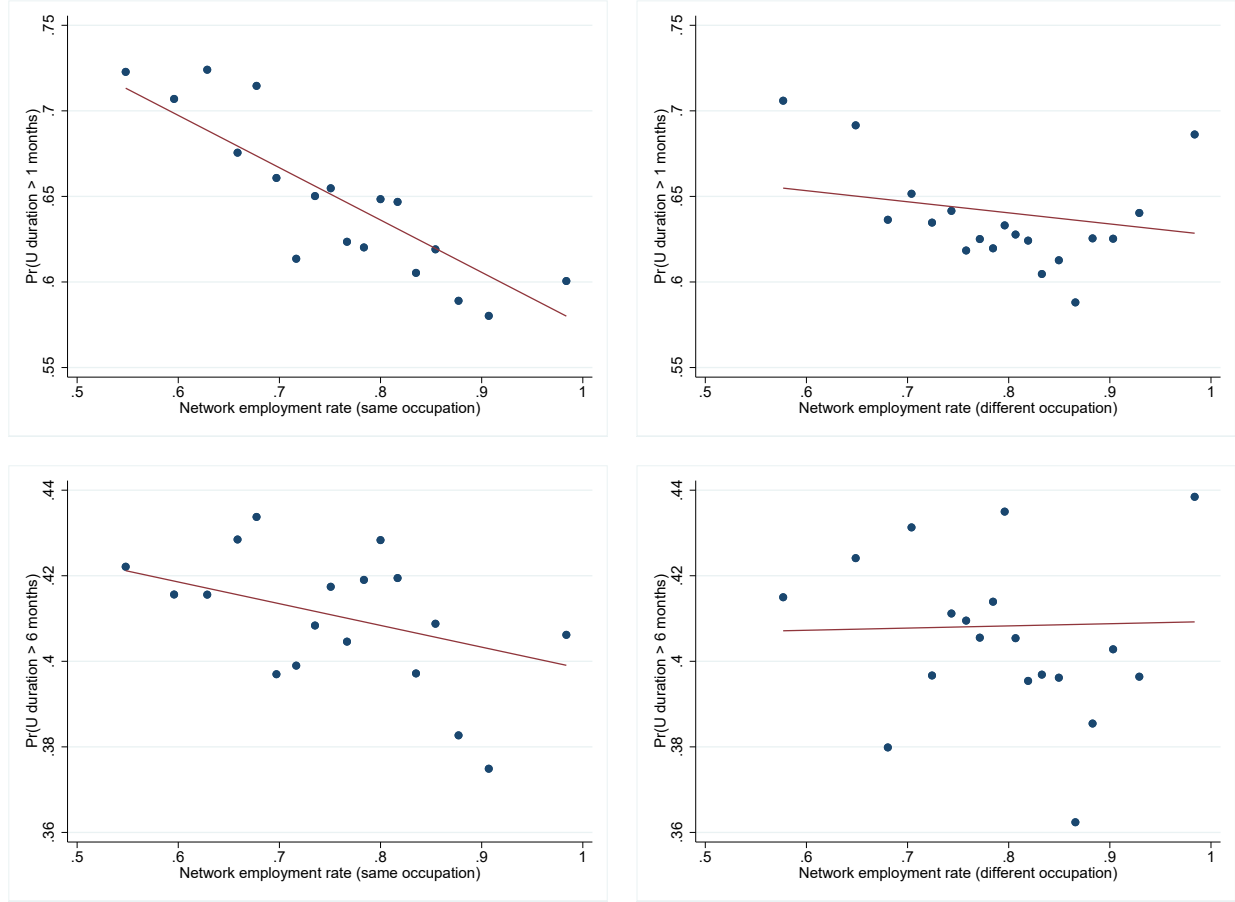 Pr(U duration > 1 months)
.75
.7
.65
.6
.55
.5 .6 .7 .8 .9 1
Network employment rate (same occupation)
Pr(U duration > 1 months)
.75
.7
.65
.6
.55
.5 .6 .7 .8 .9 1
Network employment rate (different occupation)
Pr(U duration > 6 months)
.44
.42
.4
.38
.36
.5 .6 .7 .8 .9 1
Network employment rate (same occupation)
Pr(U duration > 6 months)
.44
.42
.4
.38
.36
.5 .6 .7 .8 .9 1
Network employment rate (different occupation)